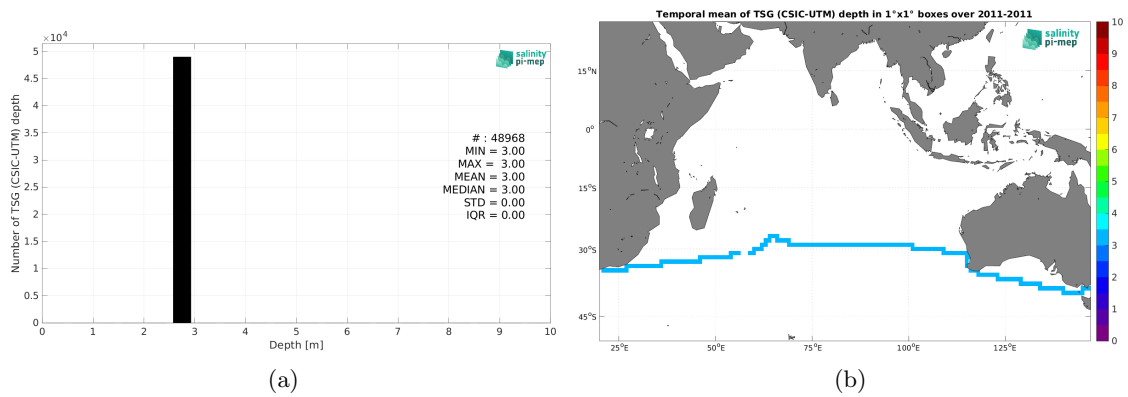 ×10⁴
5
4.5
4
3.5
3
2.5
2
1.5
1
0.5
0
Number of TSG (CSIC-UTM) depth
salinity
pi-mep
# : 48968
MIN = 3.00
MAX = 3.00
MEAN = 3.00
MEDIAN = 3.00
STD = 0.00
IQR = 0.00
0 1 2 3 4 5 6 7 8 9 10
Depth [m]
(a)
Temporal mean of TSG (CSIC-UTM) depth in 1°x1° boxes over 2011-2011
salinity
pi-mep
15°N
0°
15°S
30°S
45°S
25°E 50°E 75°E 100°E 125°E
10
9
8
7
6
5
4
3
2
1
0
(b)